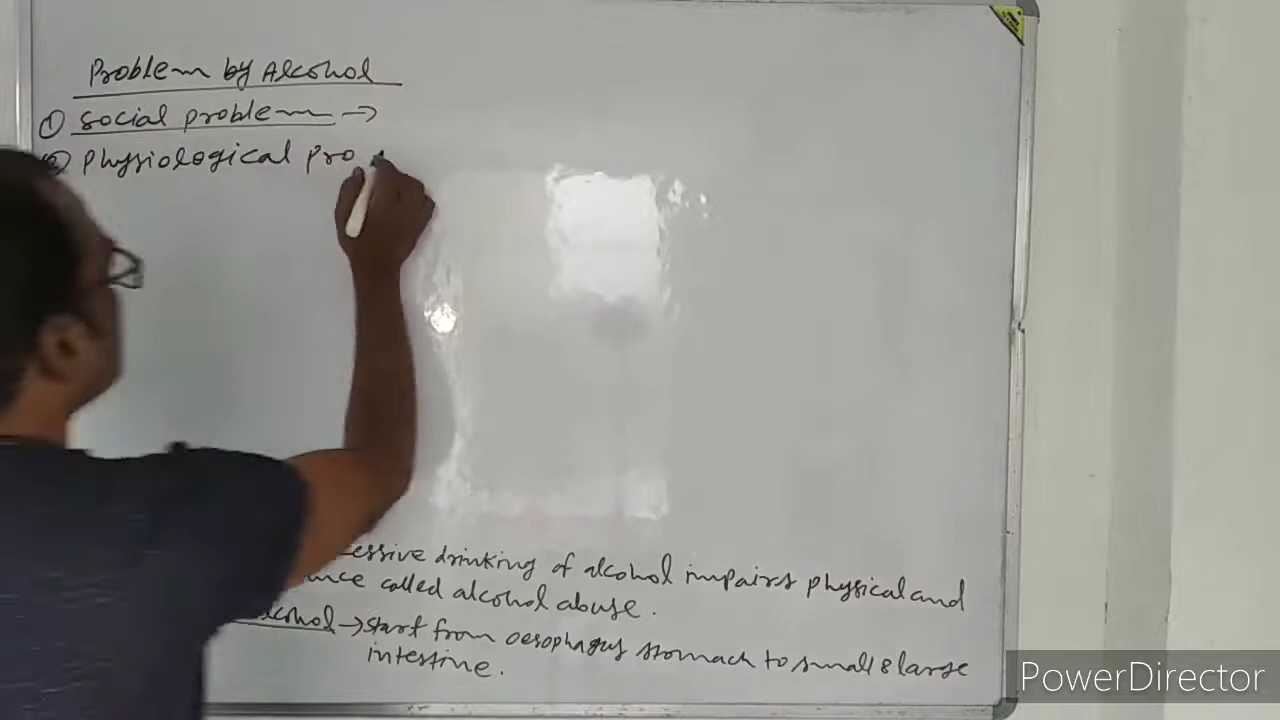 Problem by Alcohol
① social problem →
② Physiological pro
cessive drinking of alcohol impairs physical and
nce called alcohol abuse.
lcohol → start from oesophagus stomach to small & large
intestine.
PowerDirector